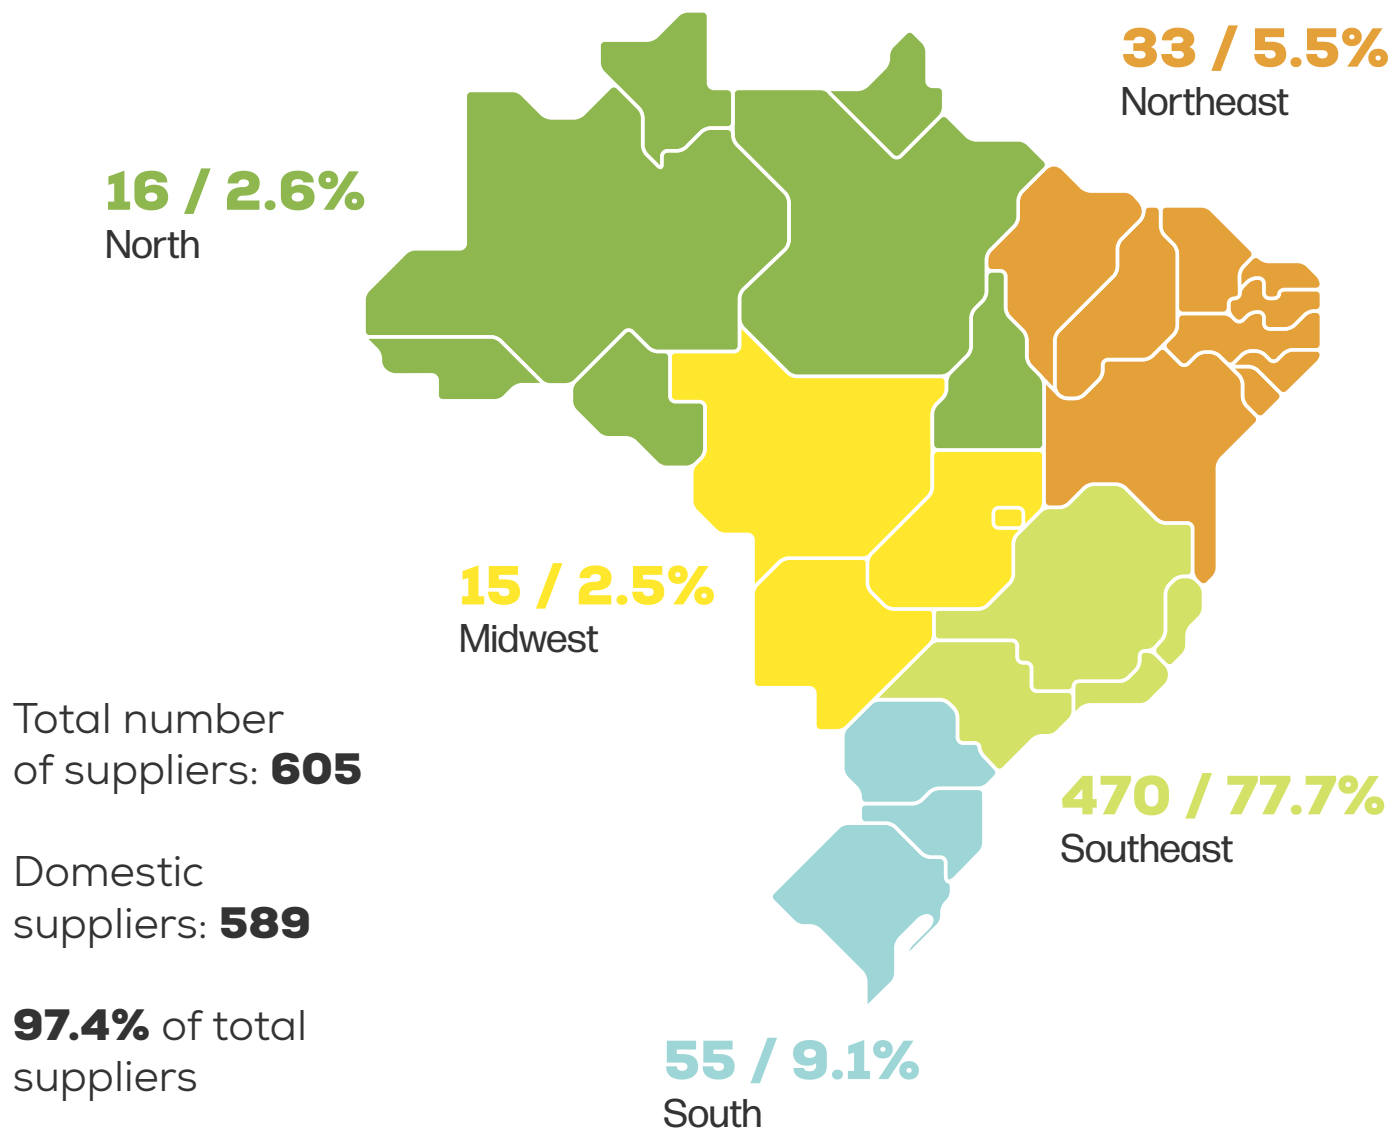 33 / 5.5%
Northeast
16 / 2.6%
North
15 / 2.5%
Midwest
Total number
of suppliers: 605
Domestic
suppliers: 589
97.4% of total
suppliers
470 / 77.7%
Southeast
55 / 9.1%
South